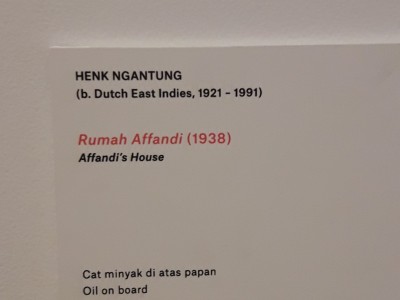 HENK NGANTUNG
(b. Dutch East Indies, 1921 - 1991)
Rumah Affandi (1938)
Affandi's House
Cat minyak di atas papan
Oil on board